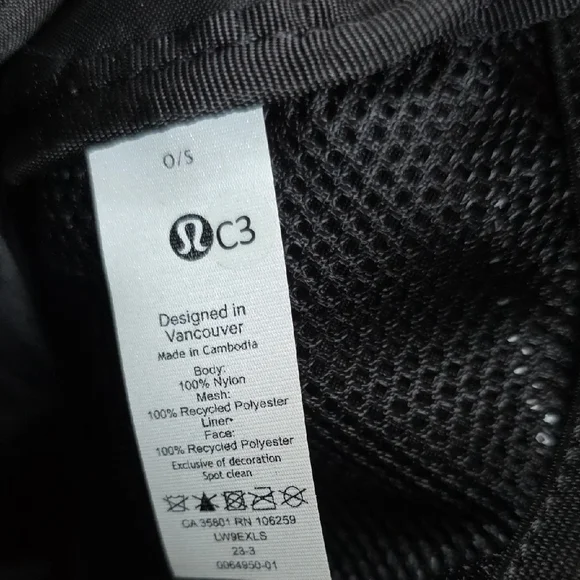 O/S
C3
Designed in
Vancouver
Made in Cambodia
Body:
100% Nylon
Mesh:
100% Recycled Polyester
Liner•
Face:
100% Recycled Polyester
Exclusive of decoration
Spot clean
CA 35801 RN 106259
LW9EXLS
23-3
0064950-01